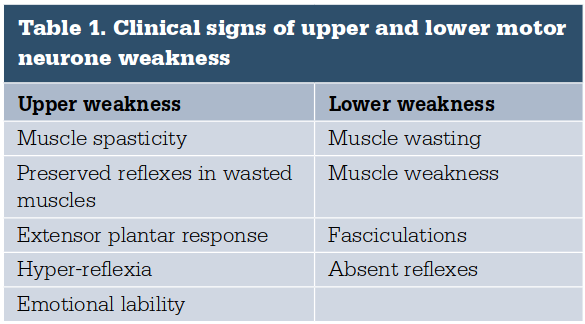 Table 1. Clinical signs of upper and lower motor
neurone weakness
Upper weakness Lower weakness
Muscle spasticity Muscle wasting
Preserved reflexes in wasted Muscle weakness
muscles
Extensor plantar response Fasciculations
Hyper-reflexia Absent reflexes
Emotional lability